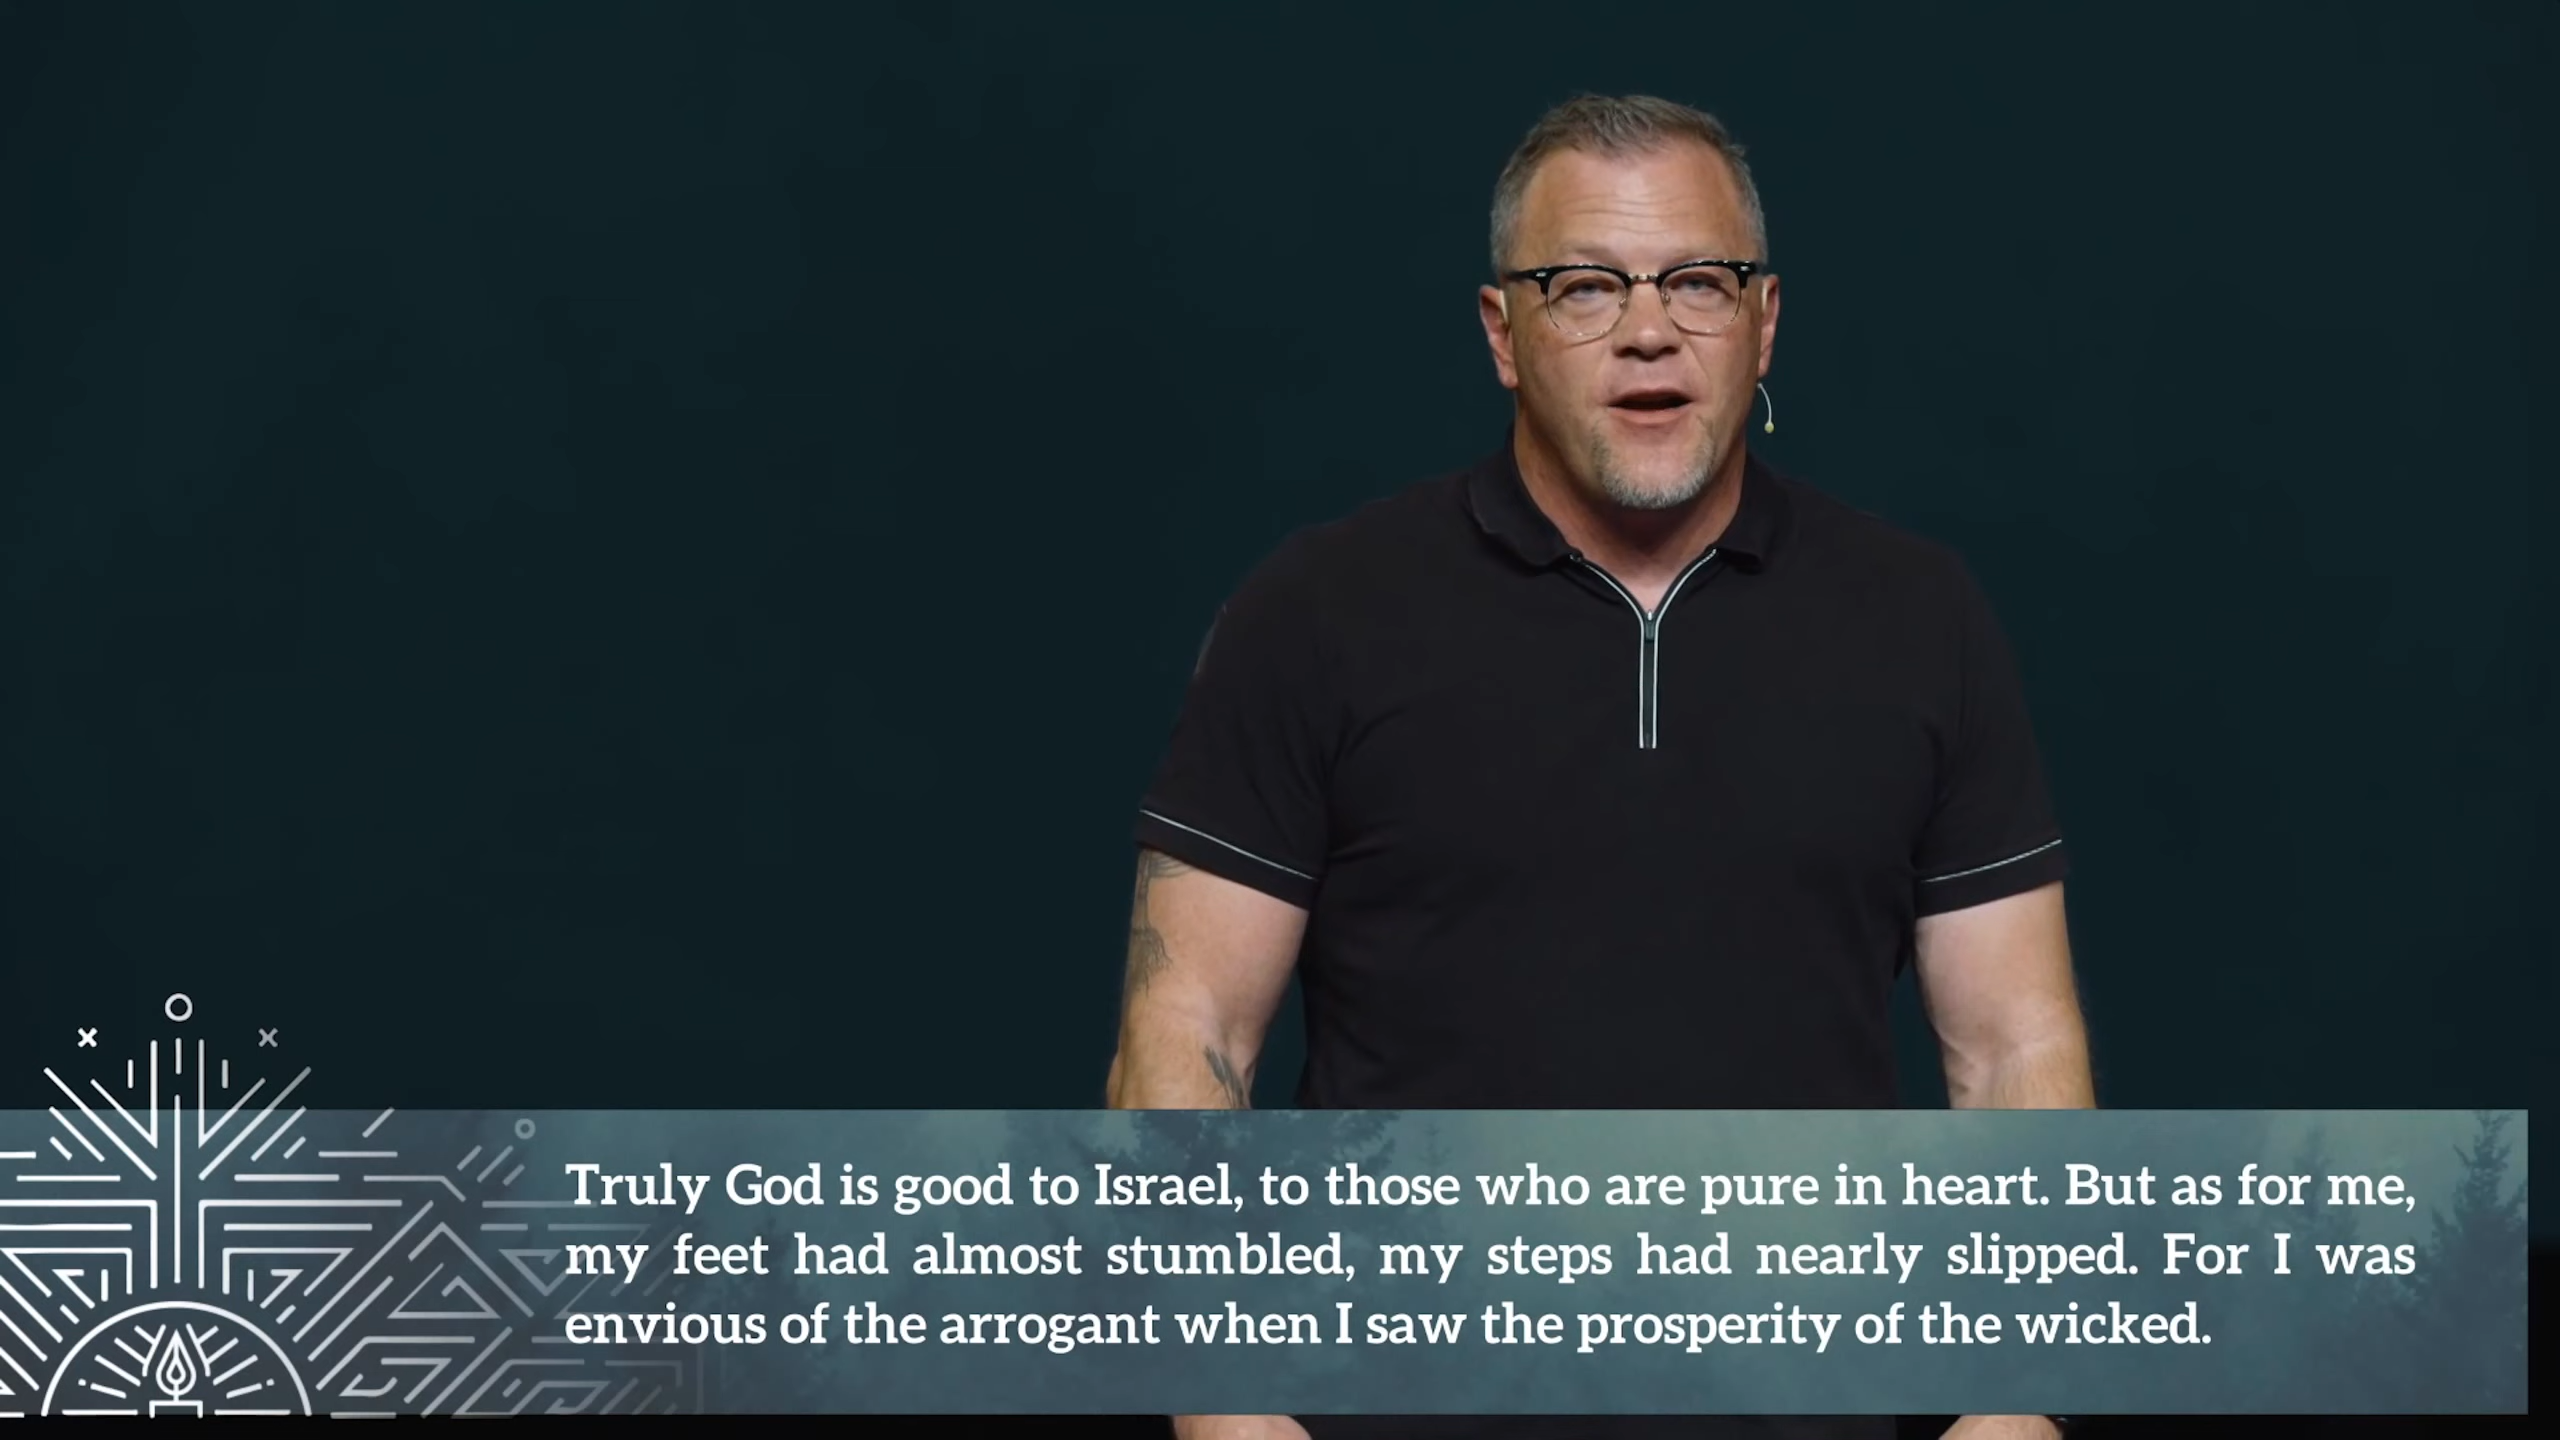 Truly God is good to Israel, to those who are pure in heart. But as for me,
my feet had almost stumbled, my steps had nearly slipped. For I was
envious of the arrogant when I saw the prosperity of the wicked.